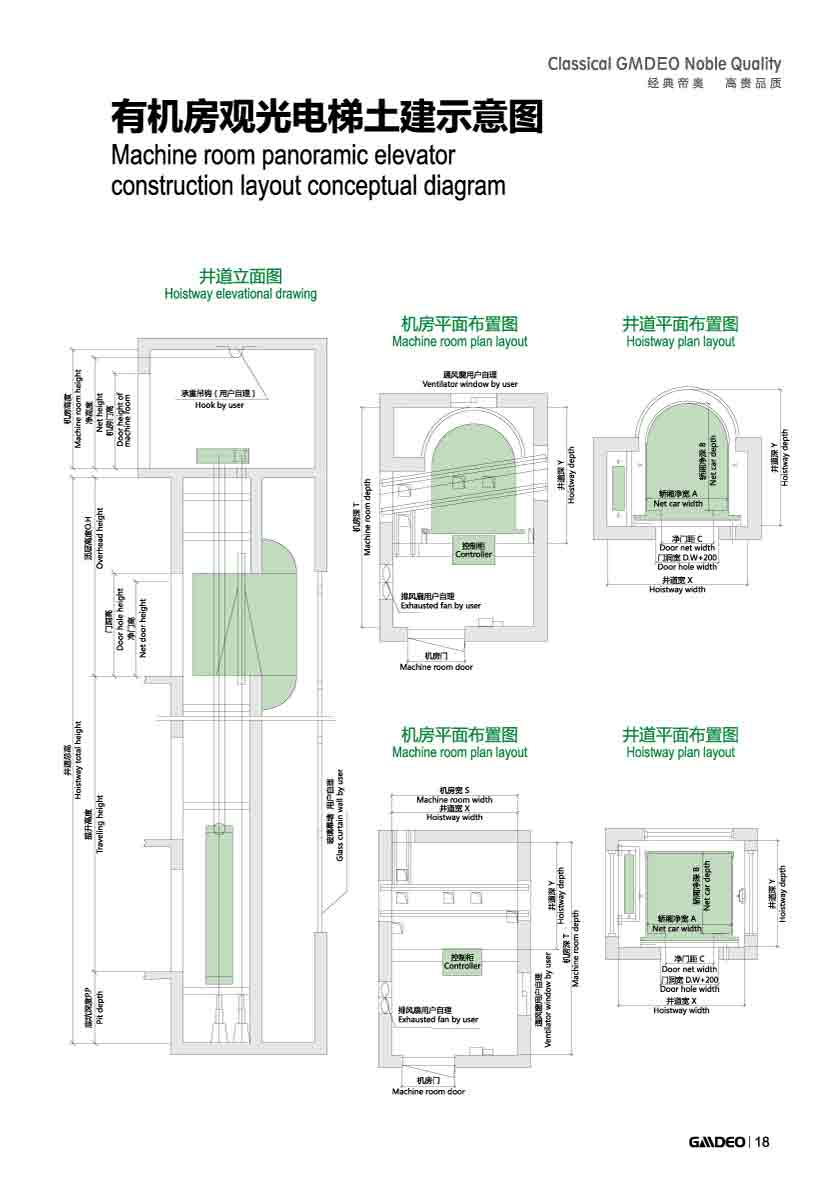 Classical GMDEO Noble Quality
经典帝奥 高贵品质
有机房观光电梯土建示意图
Machine room panoramic elevator
construction layout conceptual diagram
井道立面图
Hoistway elevational drawing
机房高度
Machine room height
净高度
Net height
机房门高
Door height of
machine room
承重吊钩（用户自理）
Hook by user
顶层高度O.H
Overhead height
门洞高
Door hole height
净门高
Net door height
井道总高
Hoistway total height
提升高度
Traveling height
玻璃幕墙 用户自理
Glass curtain wall by user
底坑深度P.P
Pit depth
机房平面布置图
Machine room plan layout
通风窗用户自理
Ventilator window by user
机房深 T
Machine room depth
井道深 Y
Hoistway depth
控制柜
Controller
排风扇用户自理
Exhausted fan by user
机房门
Machine room door
井道平面布置图
Hoistway plan layout
轿厢净深 B
Net car depth
井道深 Y
Hoistway depth
轿厢净宽 A
Net car width
净门距 C
Door net width
门洞宽 D.W+200
Door hole width
井道宽 X
Hoistway width
机房平面布置图
Machine room plan layout
机房宽 S
Machine room width
井道宽 X
Hoistway width
井道深 Y
Hoistway depth
机房深 T
Machine room depth
控制柜
Controller
通风窗用户自理
Ventilator window by user
排风扇用户自理
Exhausted fan by user
机房门
Machine room door
井道平面布置图
Hoistway plan layout
轿厢净深 B
Net car depth
井道深 Y
Hoistway depth
轿厢净宽 A
Net car width
净门距 C
Door net width
门洞宽 D.W+200
Door hole width
井道宽 X
Hoistway width
GMDEO | 18